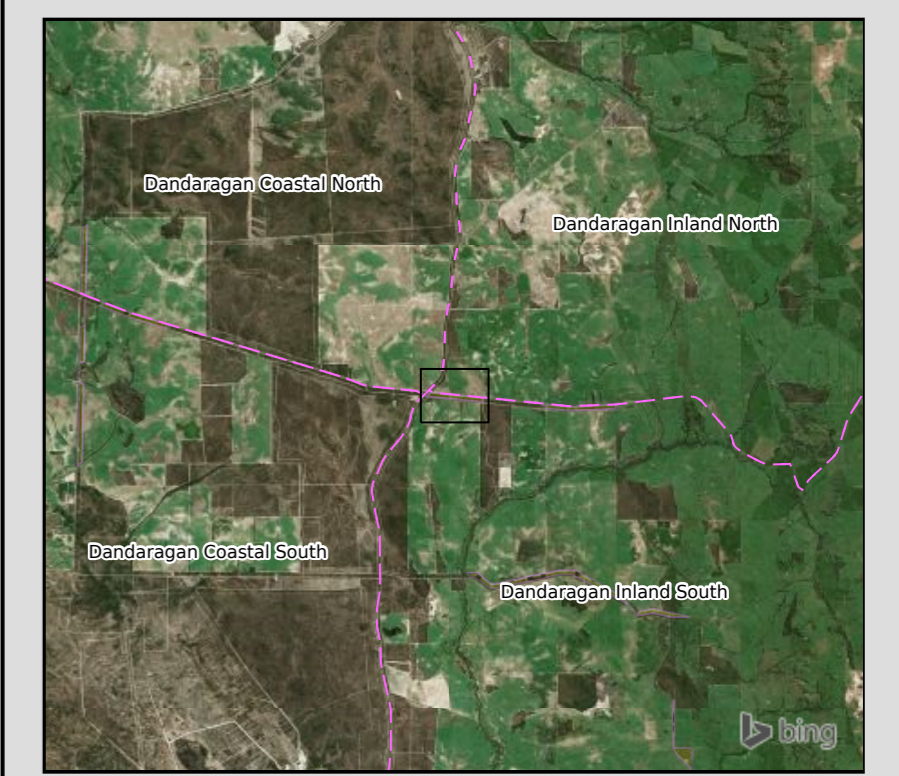 Dandaragan Coastal North
Dandaragan Inland North
Dandaragan Coastal South
Dandaragan Inland South
bing